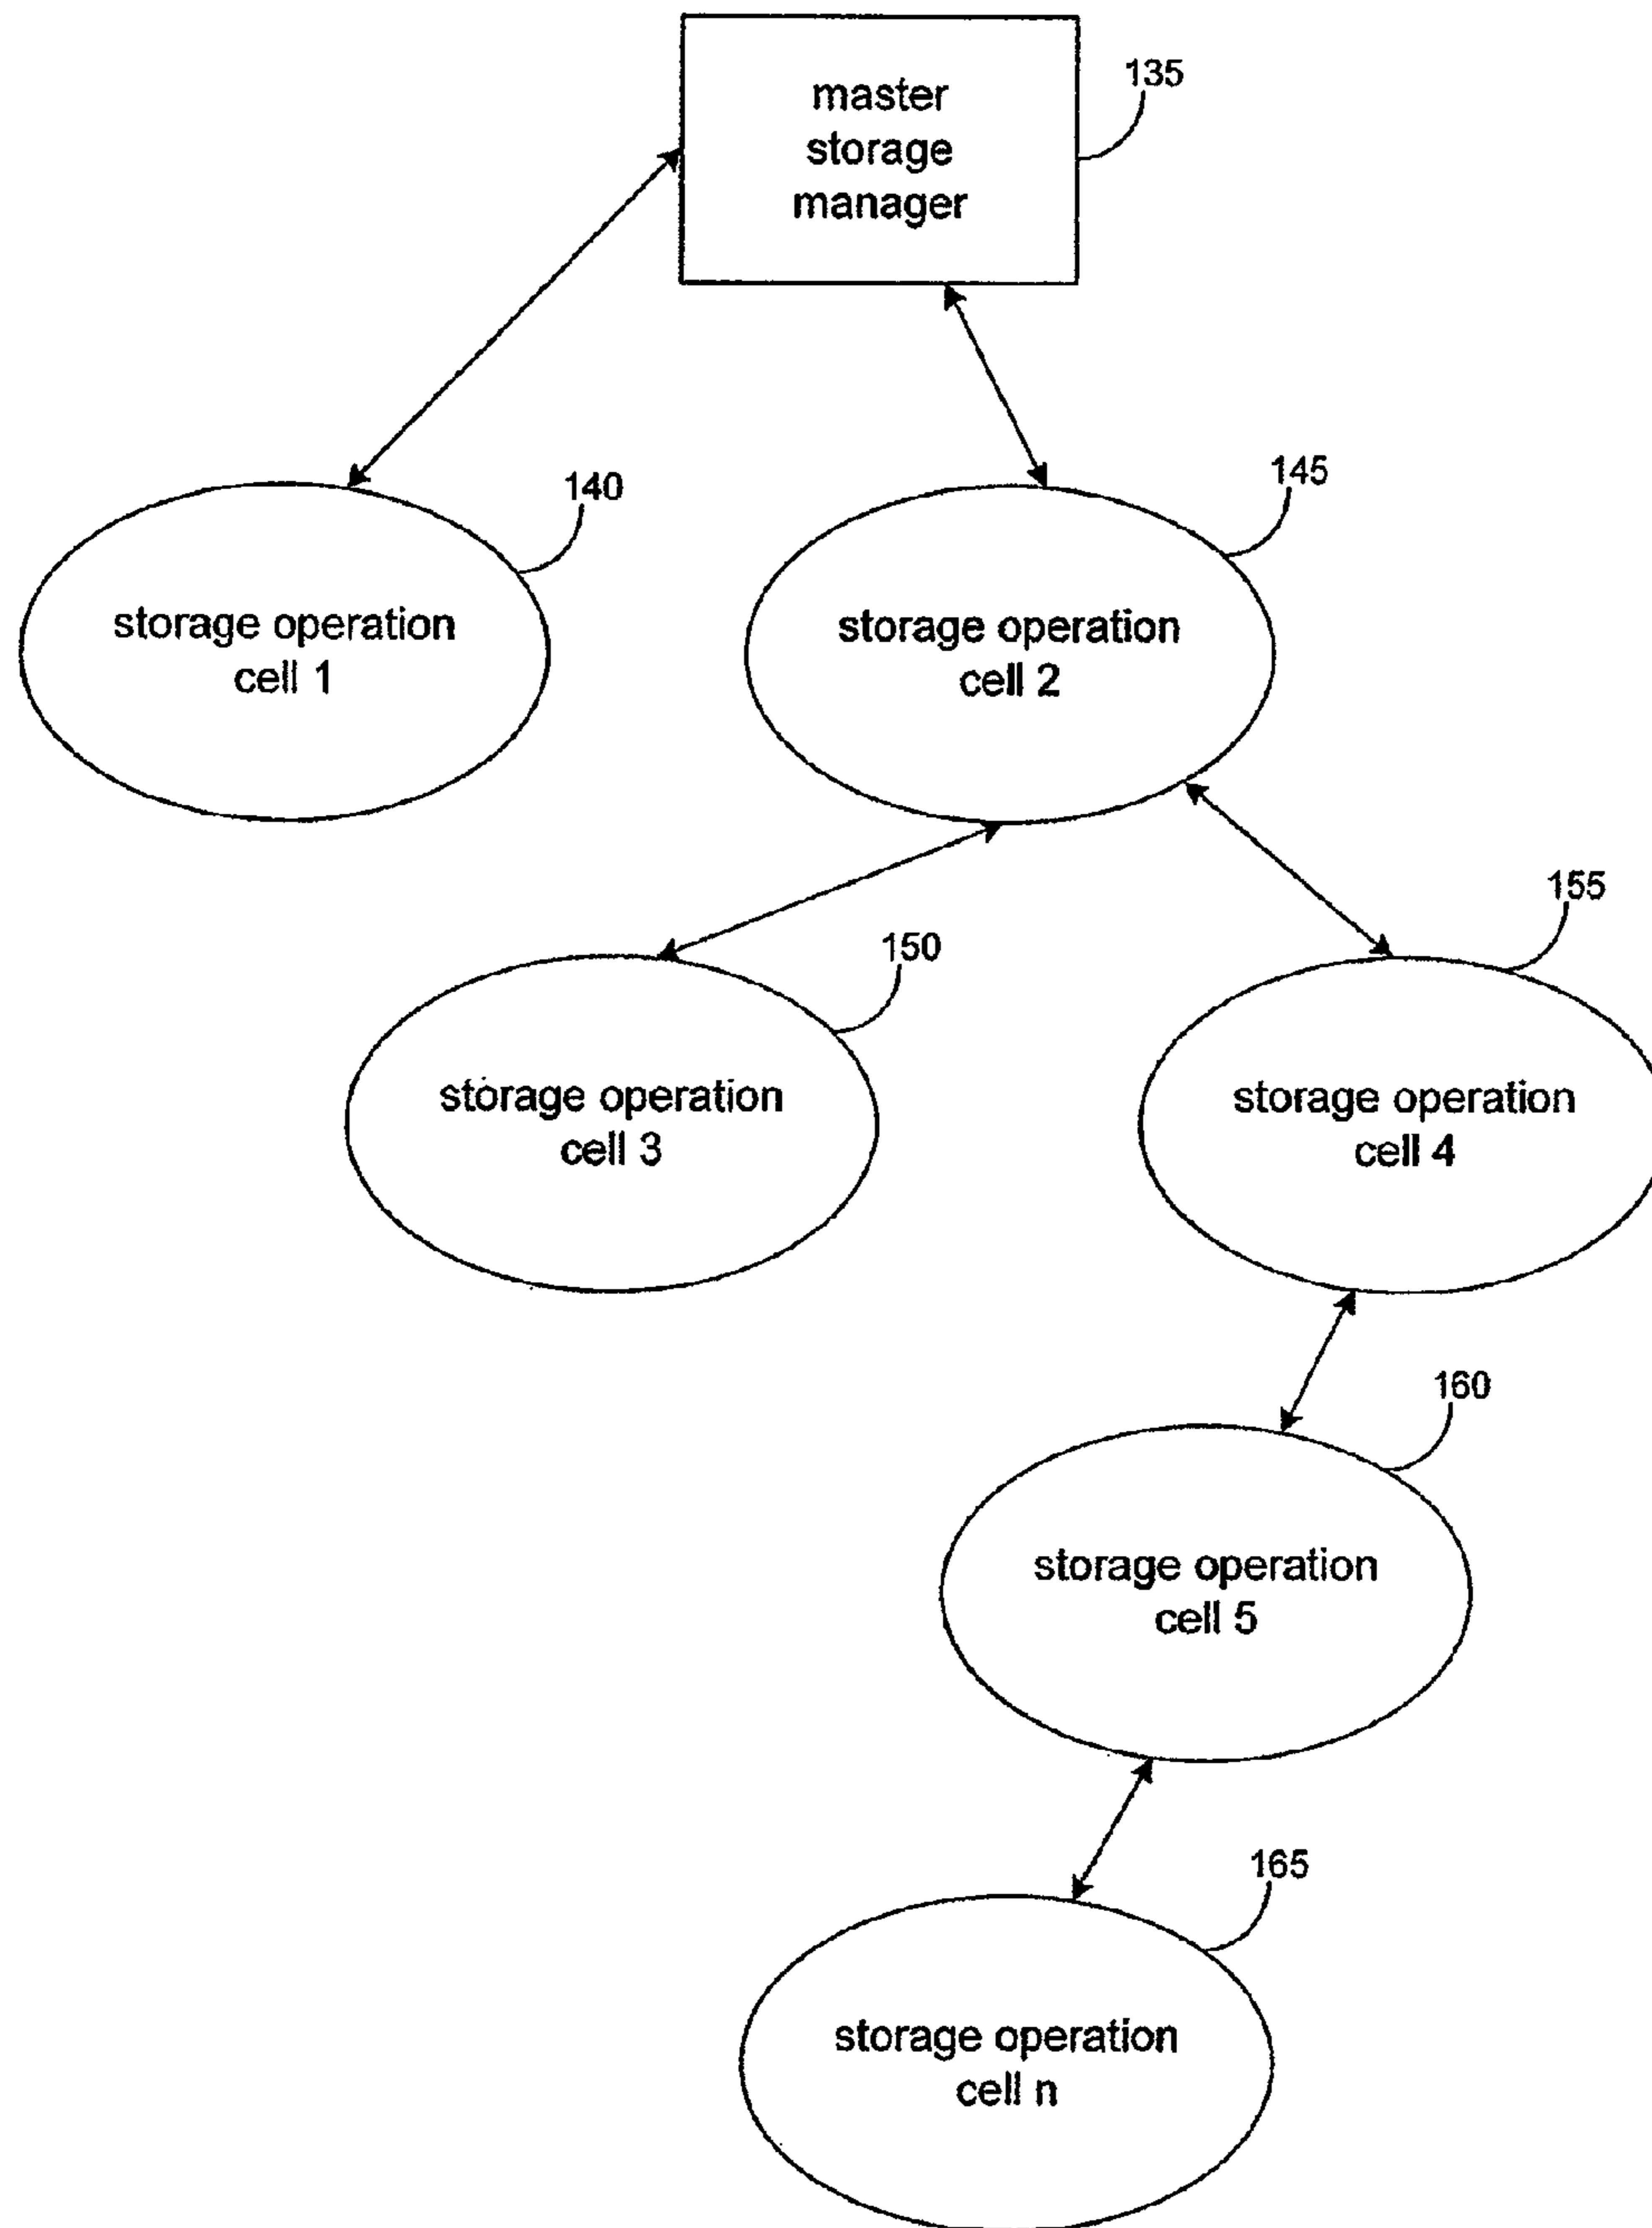 135
master
storage
manager
140
145
storage operation
cell 1
storage operation
cell 2
150
155
storage operation
cell 3
storage operation
cell 4
160
storage operation
cell 5
165
storage operation
cell n